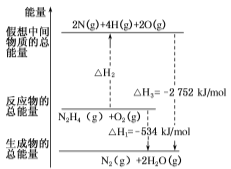 能量
假想中间
物质的总
能量
2N(g)+4H(g)+2O(g)
△H₂
△H₃=-2 752 kJ/mol
反应物的
总能量
N₂H₄(g)+O₂(g)
△H₁=-534 kJ/mol
生成物的
总能量
N₂(g)+2H₂O(g)